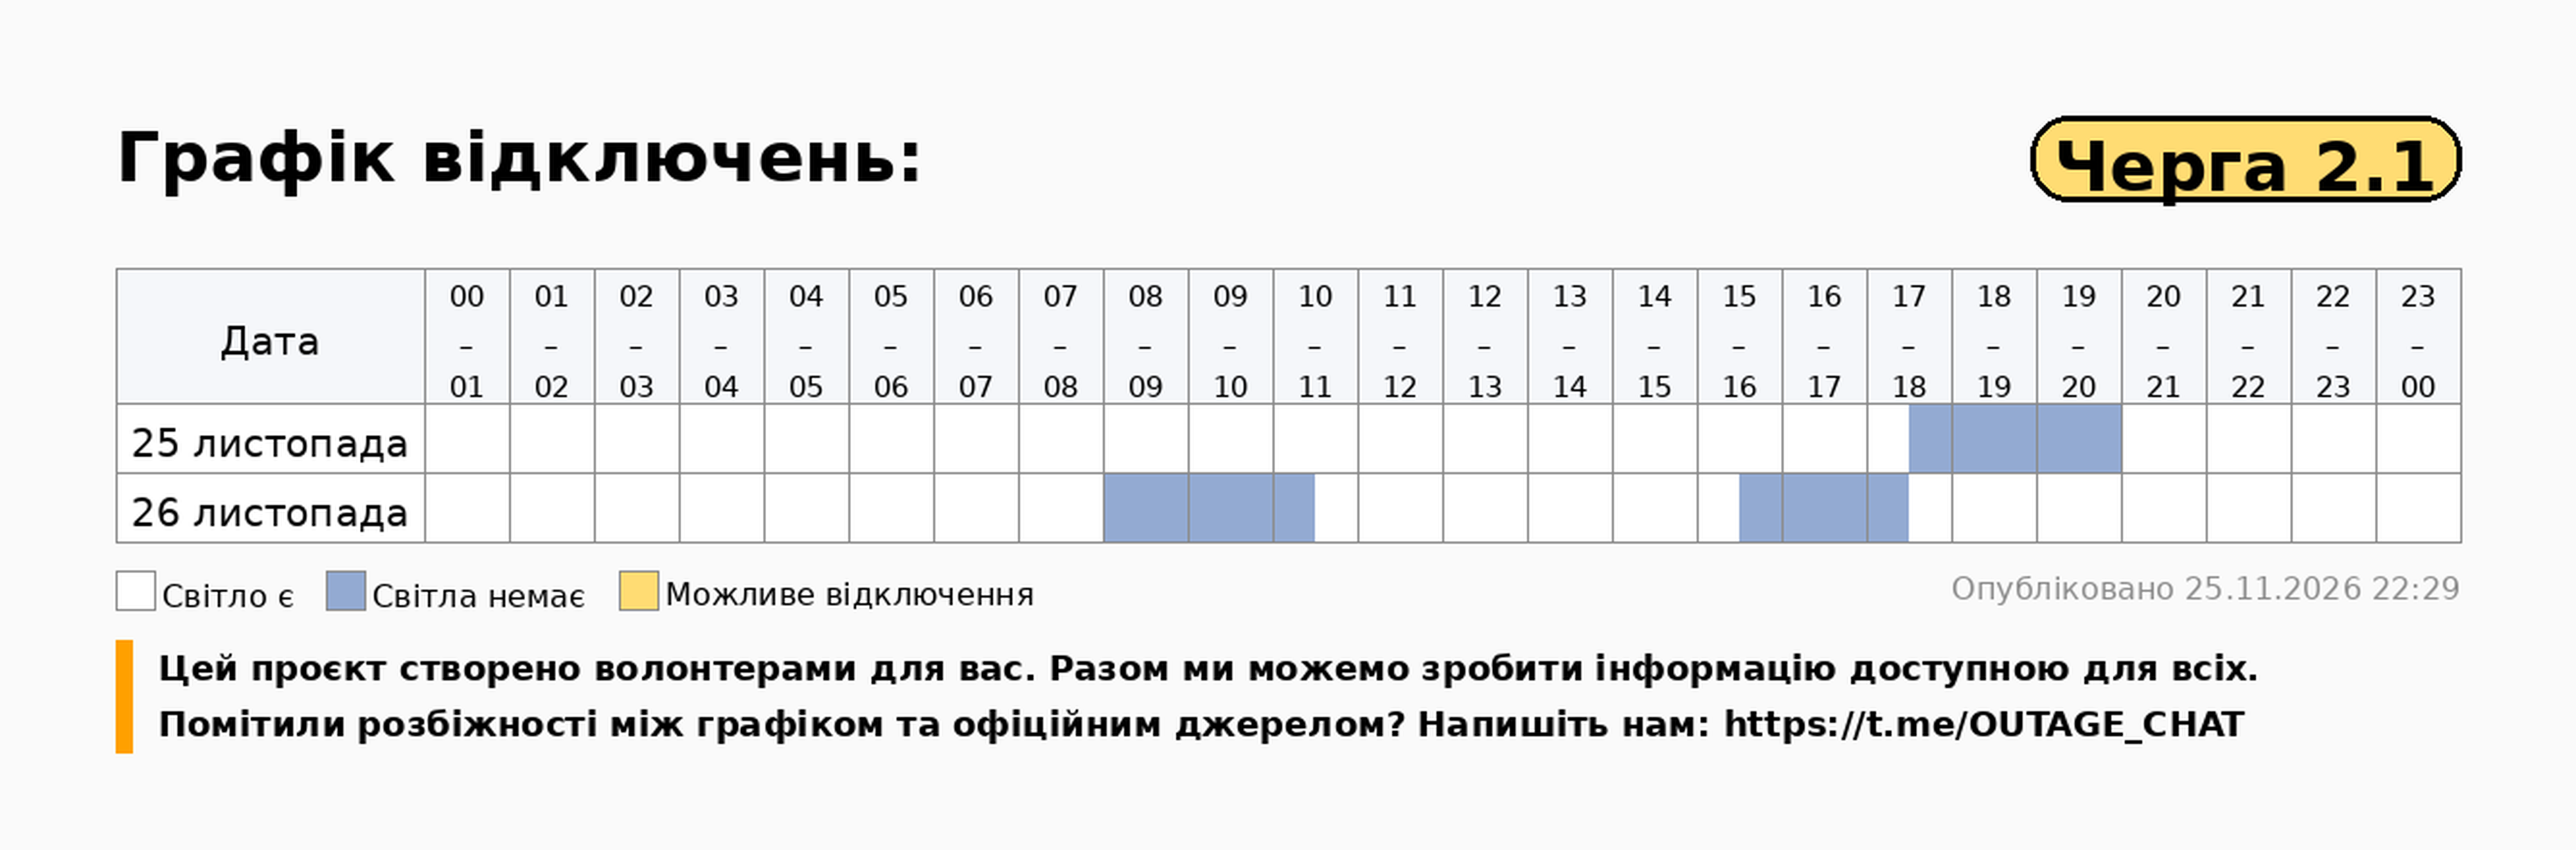 Графік відключень:
Черга 2.1
Дата
00 – 01
01 – 02
02 – 03
03 – 04
04 – 05
05 – 06
06 – 07
07 – 08
08 – 09
09 – 10
10 – 11
11 – 12
12 – 13
13 – 14
14 – 15
15 – 16
16 – 17
17 – 18
18 – 19
19 – 20
20 – 21
21 – 22
22 – 23
23 – 00
25 листопада
26 листопада
Світло є
Світла немає
Можливе відключення
Опубліковано 25.11.2026 22:29
Цей проєкт створено волонтерами для вас. Разом ми можемо зробити інформацію доступною для всіх.
Помітили розбіжності між графіком та офіційним джерелом? Напишіть нам: https://t.me/OUTAGE_CHAT